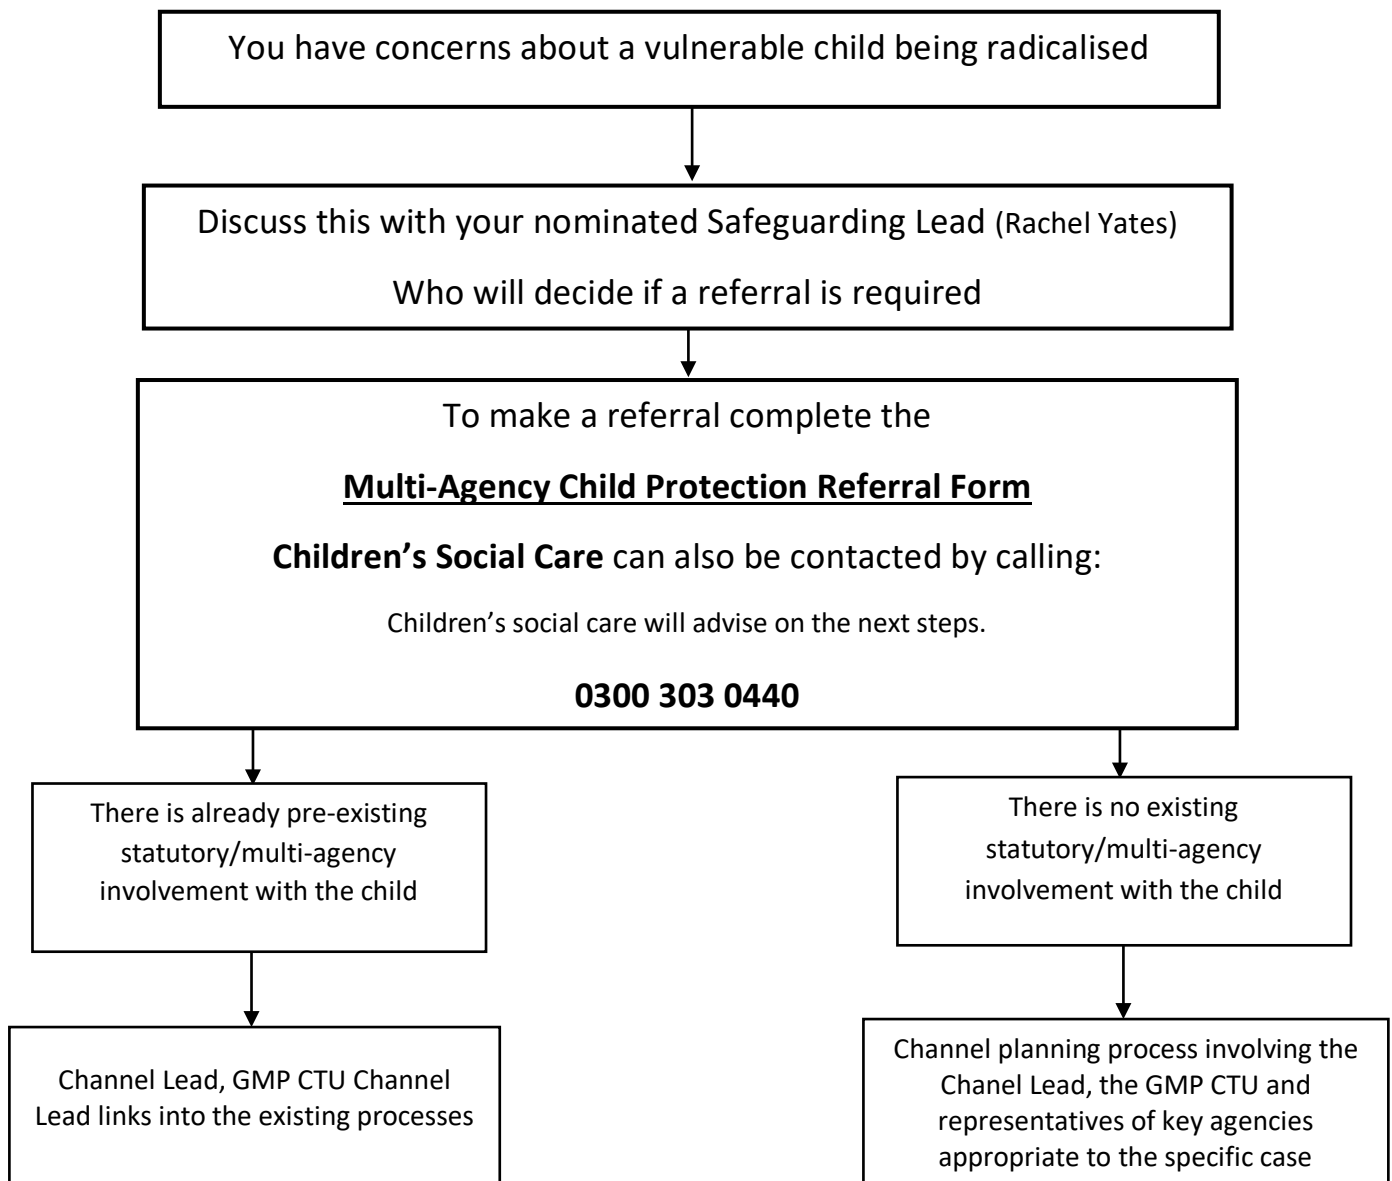 You have concerns about a vulnerable child being radicalised
Discuss this with your nominated Safeguarding Lead (Rachel Yates)
Who will decide if a referral is required
To make a referral complete the
Multi-Agency Child Protection Referral Form
Children’s Social Care can also be contacted by calling:
Children’s social care will advise on the next steps.
0300 303 0440
There is already pre-existing
statutory/multi-agency
involvement with the child
There is no existing
statutory/multi-agency
involvement with the child
Channel Lead, GMP CTU Channel
Lead links into the existing processes
Channel planning process involving the
Chanel Lead, the GMP CTU and
representatives of key agencies
appropriate to the specific case